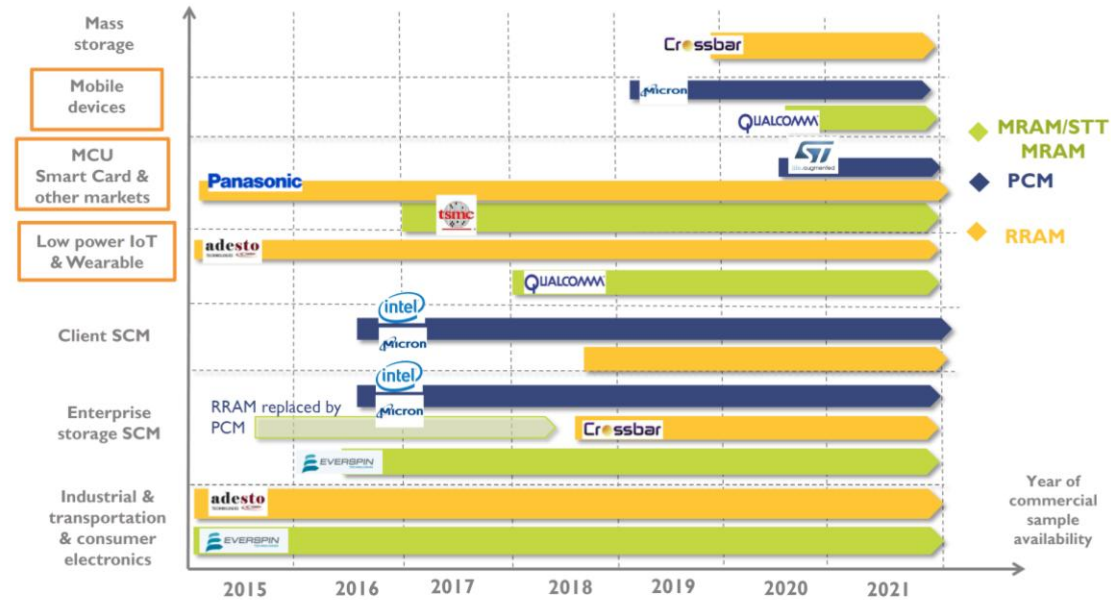 Mass
storage
Crossbar
Mobile
devices
Micron
QUALCOMM
MRAM/STT
MRAM
MCU
Smart Card &
other markets
ST
Panasonic
PCM
tsmc
RRAM
Low power IoT
& Wearable
adesto
TECHNOLOGIES
QUALCOMM
Client SCM
intel
Micron
Enterprise
storage SCM
intel
Micron
RRAM replaced by
PCM
Crossbar
EVERSPIN
Industrial &
transportation
& consumer
electronics
adesto
TECHNOLOGIES
EVERSPIN
Year of
commercial
sample
availability
2015
2016
2017
2018
2019
2020
2021